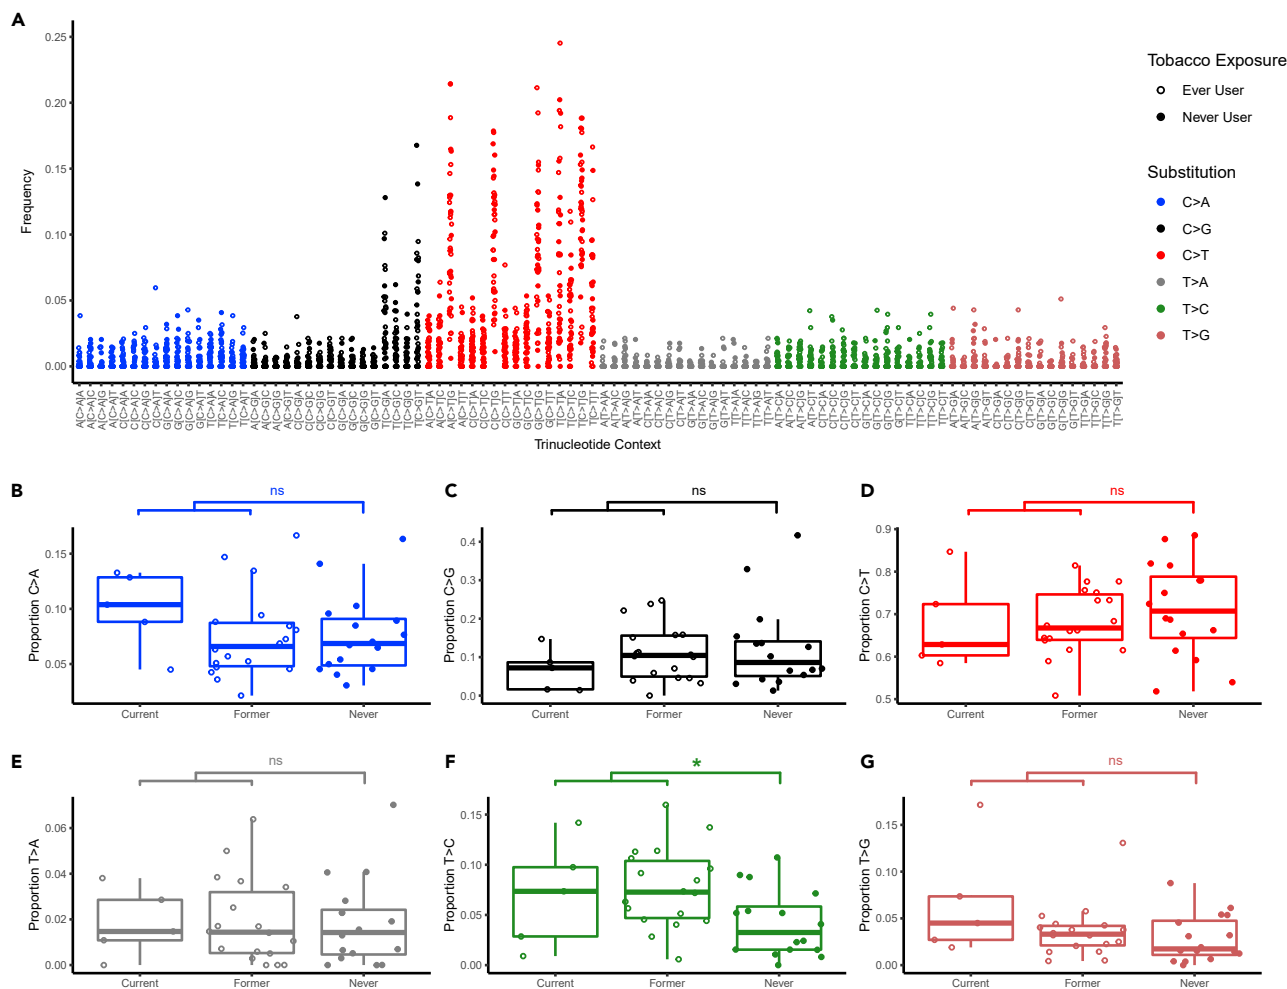 A
Tobacco Exposure
Ever User
Never User
Substitution
C>A
C>G
C>T
T>A
T>C
T>G
Frequency
0.25
0.20
0.15
0.10
0.05
0.00
A[C>A]A
A[C>A]C
A[C>A]G
A[C>A]T
C[C>A]A
C[C>A]C
C[C>A]G
C[C>A]T
G[C>A]A
G[C>A]C
G[C>A]G
G[C>A]T
T[C>A]A
T[C>A]C
T[C>A]G
T[C>A]T
A[C>G]A
A[C>G]C
A[C>G]G
A[C>G]T
C[C>G]A
C[C>G]C
C[C>G]G
C[C>G]T
G[C>G]A
G[C>G]C
G[C>G]G
G[C>G]T
T[C>G]A
T[C>G]C
T[C>G]G
T[C>G]T
A[C>T]A
A[C>T]C
A[C>T]G
A[C>T]T
C[C>T]A
C[C>T]C
C[C>T]G
C[C>T]T
G[C>T]A
G[C>T]C
G[C>T]G
G[C>T]T
T[C>T]A
T[C>T]C
T[C>T]G
T[C>T]T
A[T>A]A
A[T>A]C
A[T>A]G
A[T>A]T
C[T>A]A
C[T>A]C
C[T>A]G
C[T>A]T
G[T>A]A
G[T>A]C
G[T>A]G
G[T>A]T
T[T>A]A
T[T>A]C
T[T>A]G
T[T>A]T
A[T>C]A
A[T>C]C
A[T>C]G
A[T>C]T
C[T>C]A
C[T>C]C
C[T>C]G
C[T>C]T
G[T>C]A
G[T>C]C
G[T>C]G
G[T>C]T
T[T>C]A
T[T>C]C
T[T>C]G
T[T>C]T
A[T>G]A
A[T>G]C
A[T>G]G
A[T>G]T
C[T>G]A
C[T>G]C
C[T>G]G
C[T>G]T
G[T>G]A
G[T>G]C
G[T>G]G
G[T>G]T
T[T>G]A
T[T>G]C
T[T>G]G
T[T>G]T
Trinucleotide Context
B
ns
Proportion C>A
0.15
0.10
0.05
Current Former Never
C
ns
Proportion C>G
0.4
0.3
0.2
0.1
0.0
Current Former Never
D
ns
Proportion C>T
0.9
0.8
0.7
0.6
0.5
Current Former Never
E
ns
Proportion T>A
0.06
0.04
0.02
0.00
Current Former Never
F
*
Proportion T>C
0.15
0.10
0.05
0.00
Current Former Never
G
ns
Proportion T>G
0.15
0.10
0.05
0.00
Current Former Never